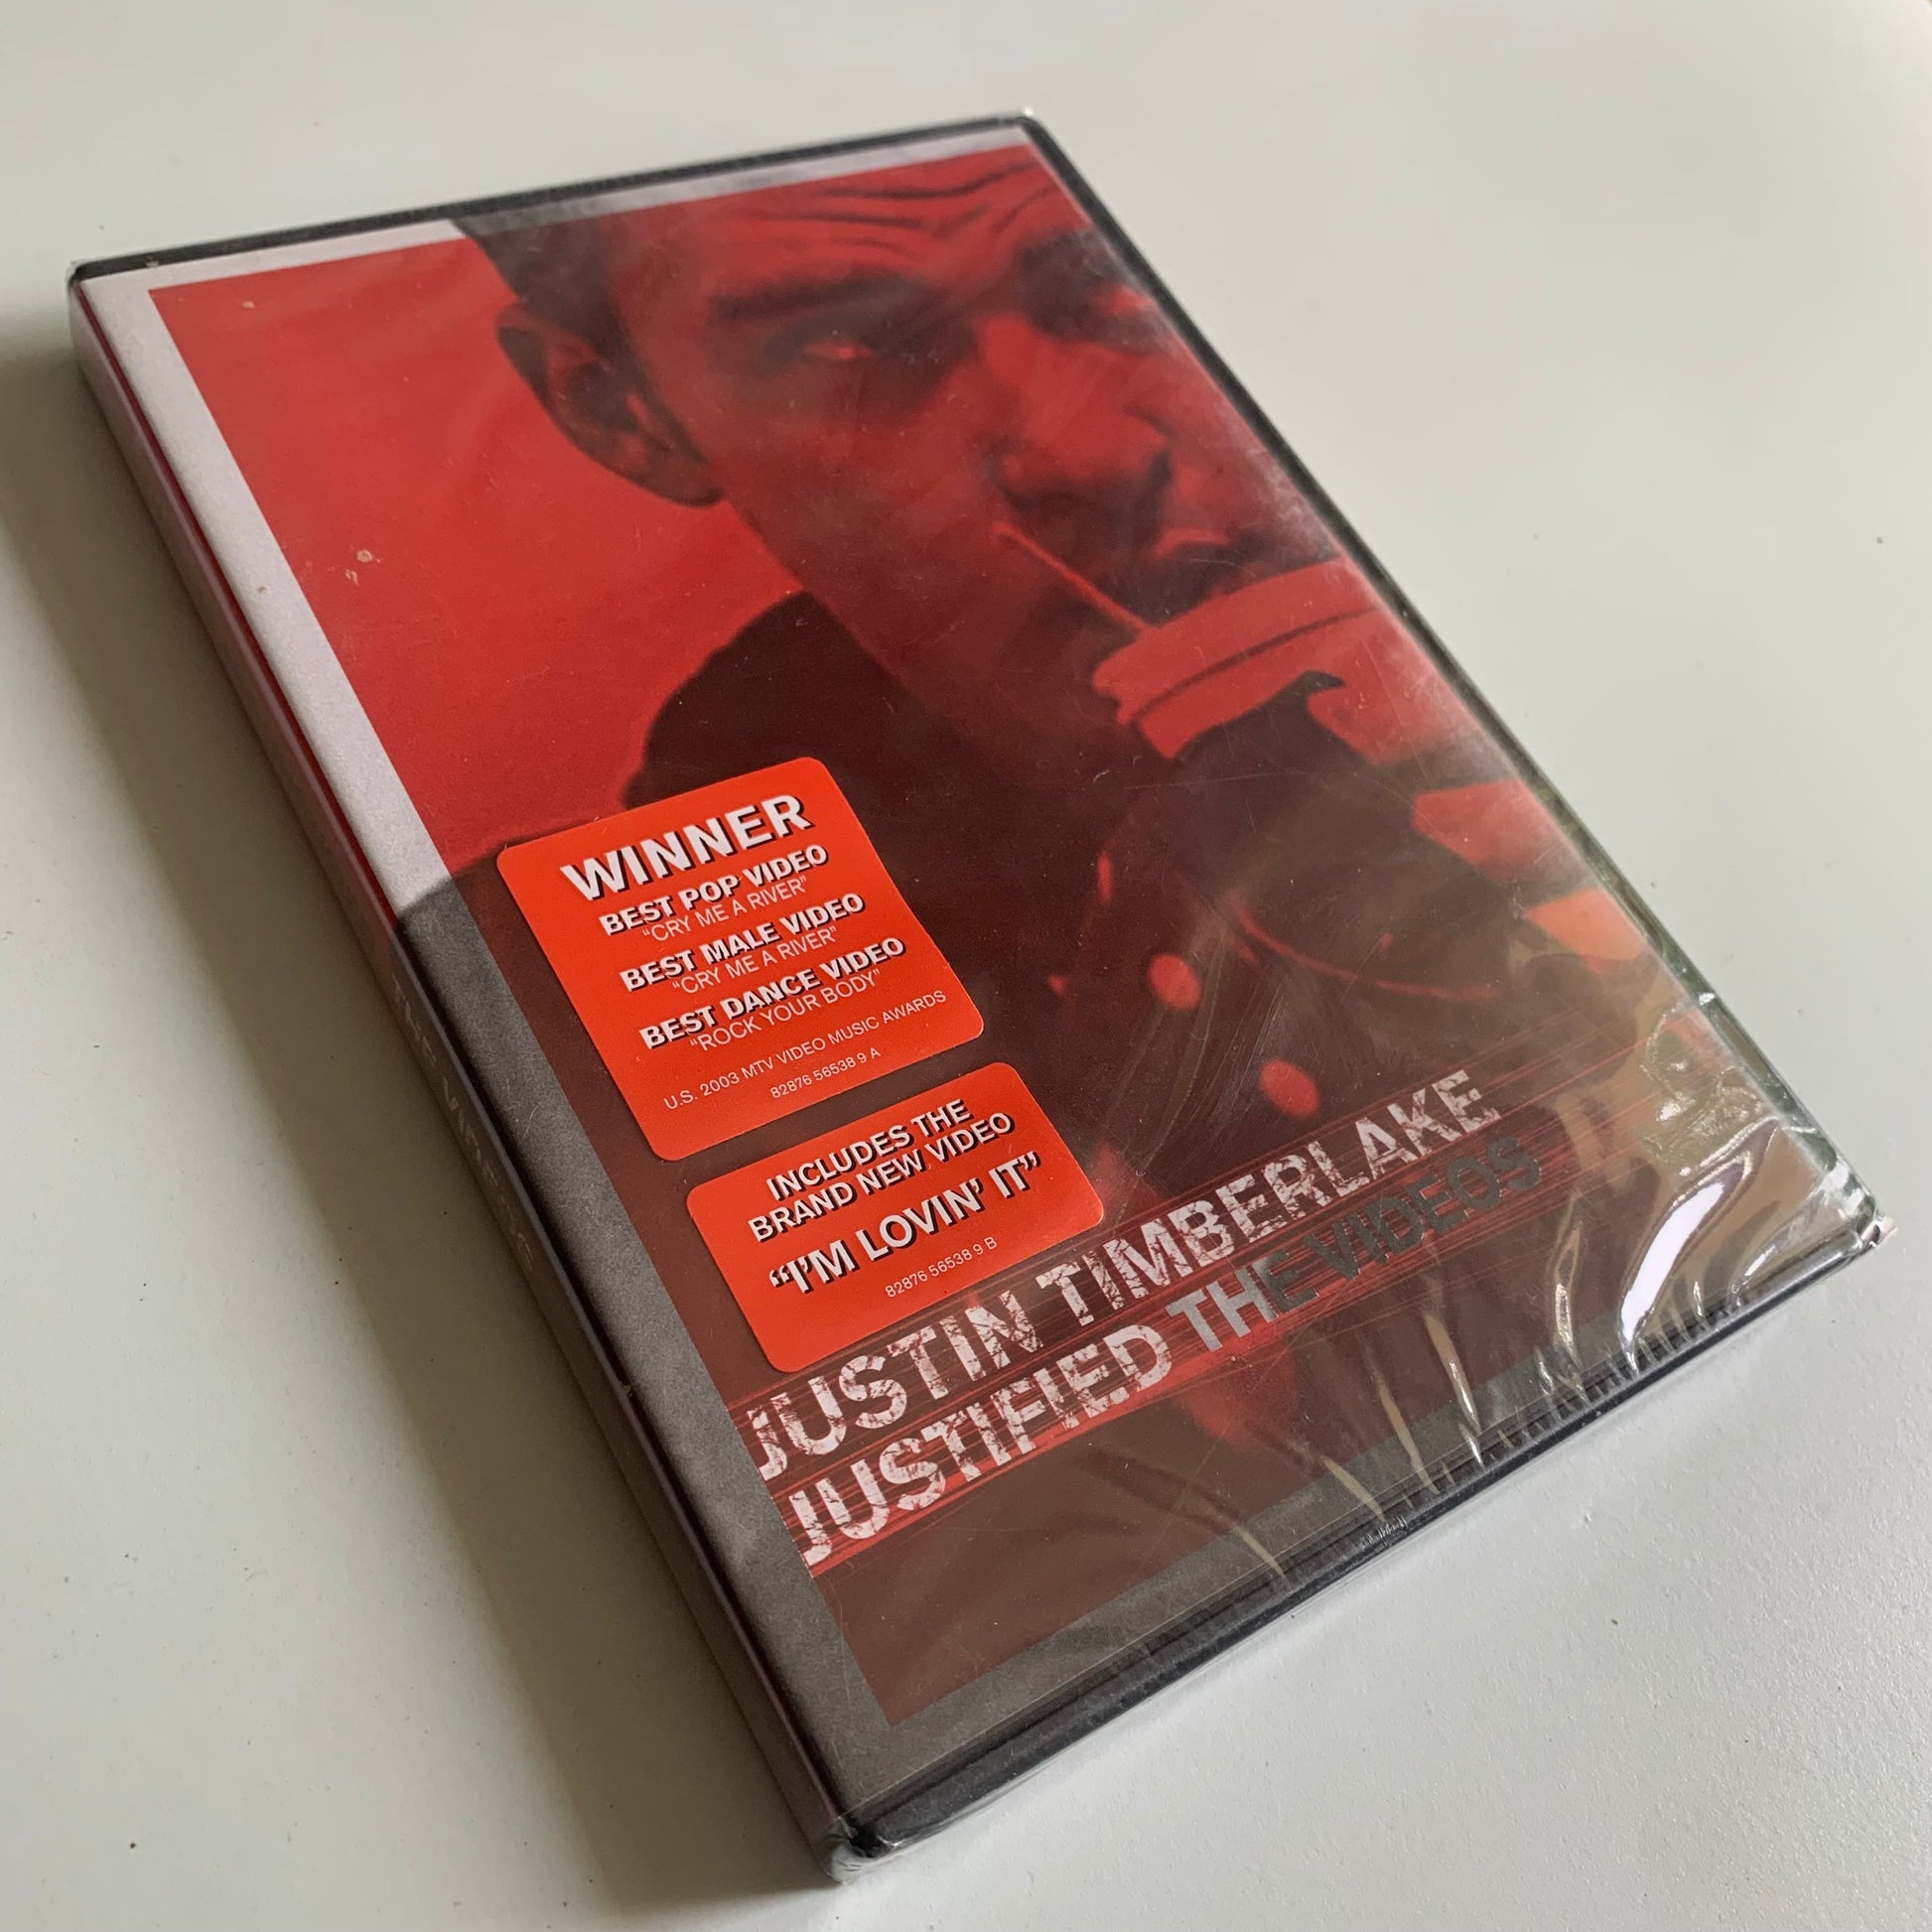 WINNER
BEST POP VIDEO
“CRY ME A RIVER”
BEST MALE VIDEO
“CRY ME A RIVER”
BEST DANCE VIDEO
“ROCK YOUR BODY”
U.S. 2003 MTV VIDEO MUSIC AWARDS
82876 56538 9 A
INCLUDES THE
BRAND NEW VIDEO
“I’M LOVIN’ IT”
82876 56538 9 B
JUSTIN TIMBERLAKE
JUSTIFIED THE VIDEOS
THE VIDEOS